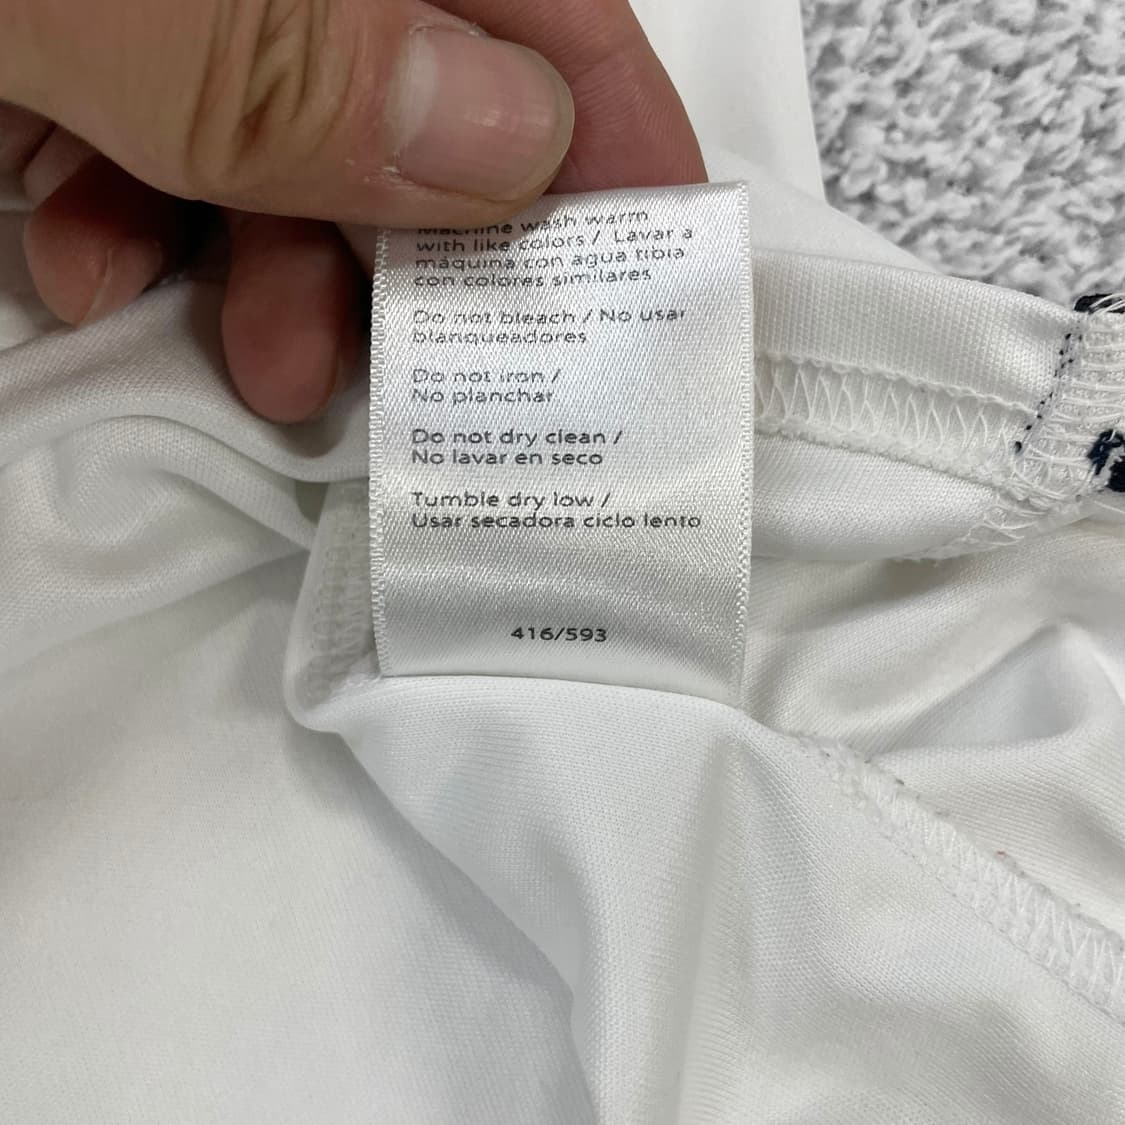 Machine wash warm
with like colors / Lavar a
máquina con agua tibia
con colores similares
Do not bleach / No usar
blanqueadores
Do not iron /
No planchar
Do not dry clean /
No lavar en seco
Tumble dry low /
Usar secadora ciclo lento
416/593